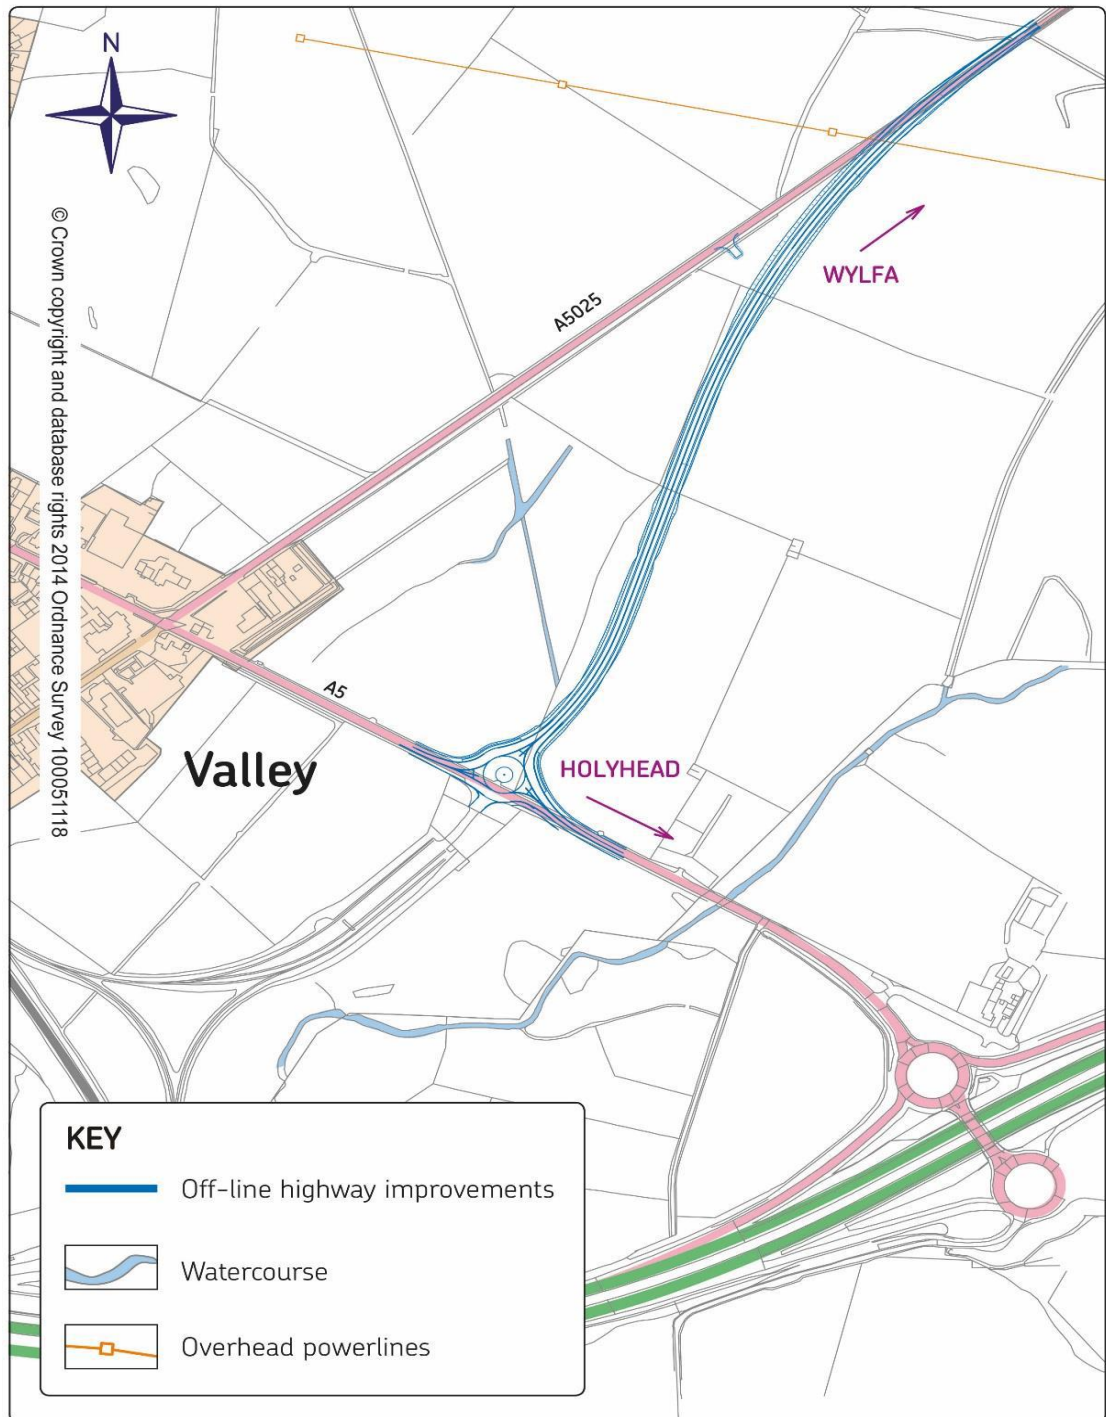 N
© Crown copyright and database rights 2014 Ordnance Survey 100051118
WYLFA
A5025
A5
Valley
HOLYHEAD
KEY
Off-line highway improvements
Watercourse
Overhead powerlines